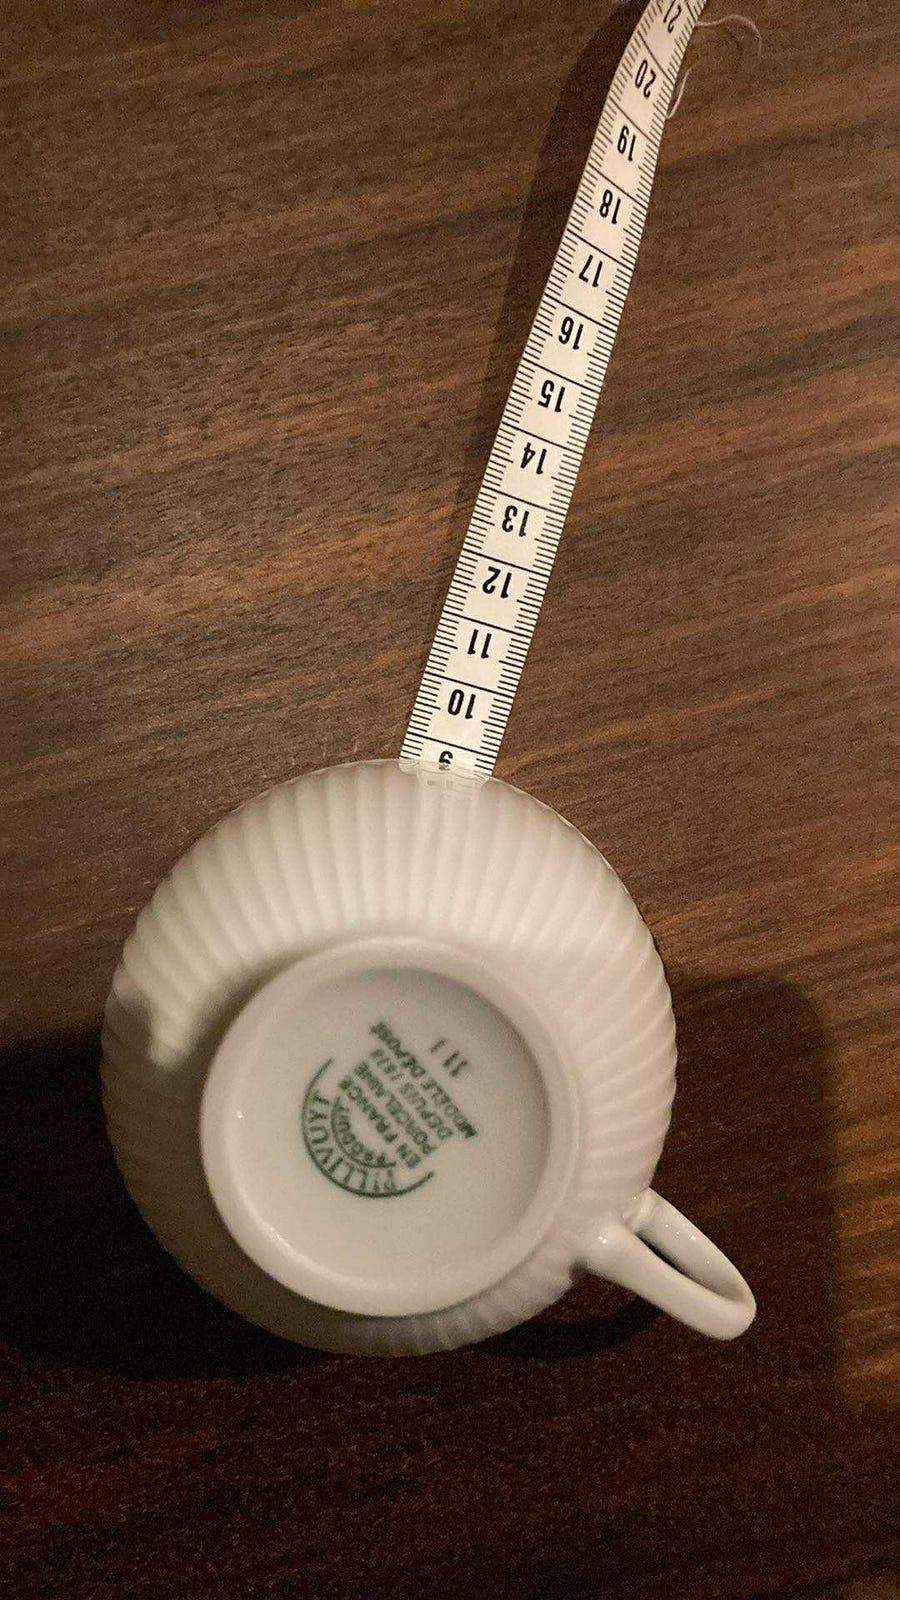 PILLIVUYT
PRODUIT
EN FRANCE
PORCELAINE
DEPUIS 1818
MODÈLE DÉPOSÉ
11 1
9
10
11
12
13
14
15
16
17
18
19
20
21